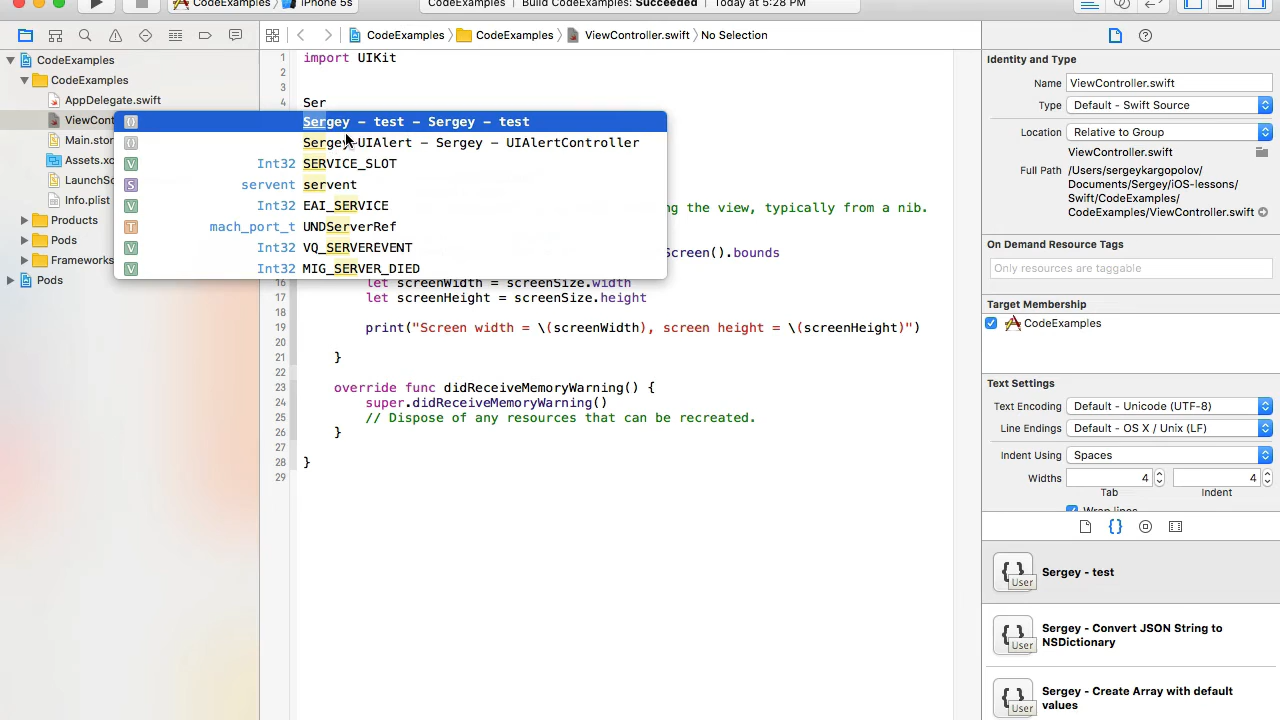 CodeExamples
iPhone 5s
CodeExamples
Build CodeExamples: Succeeded
Today at 5:28 PM
CodeExamples
CodeExamples
ViewController.swift
No Selection
CodeExamples
CodeExamples
AppDelegate.swift
ViewCont
Main.stor
Assets.xc
LaunchSc
Info.plist
Products
Pods
Frameworks
Pods
1 import UIKit
2
3
4 Ser
Sergey - test - Sergey - test
Sergey-UIAlert - Sergey - UIAlertController
Int32 SERVICE_SLOT
servent servent
Int32 EAI_SERVICE
mach_port_t UNDServerRef
Int32 VQ_SERVEREVENT
Int32 MIG_SERVER_DIED
ng the view, typically from a nib.
Screen().bounds
16 let screenWidth = screenSize.width
17 let screenHeight = screenSize.height
18
19 print("Screen width = \(screenWidth), screen height = \(screenHeight)")
20
21 }
22
23 override func didReceiveMemoryWarning() {
24 super.didReceiveMemoryWarning()
25 // Dispose of any resources that can be recreated.
26 }
27
28 }
29
Identity and Type
Name ViewController.swift
Type Default - Swift Source
Location Relative to Group
ViewController.swift
Full Path /Users/sergeykargopolov/
Documents/Sergey/iOS-lessons/
Swift/CodeExamples/
CodeExamples/ViewController.swift
On Demand Resource Tags
Only resources are taggable
Target Membership
CodeExamples
Text Settings
Text Encoding Default - Unicode (UTF-8)
Line Endings Default - OS X / Unix (LF)
Indent Using Spaces
Widths 4 4
Tab Indent
Wrap lines
{ }
{ } User
Sergey - test
{ } User
Sergey - Convert JSON String to
NSDictionary
{ } User
Sergey - Create Array with default
values